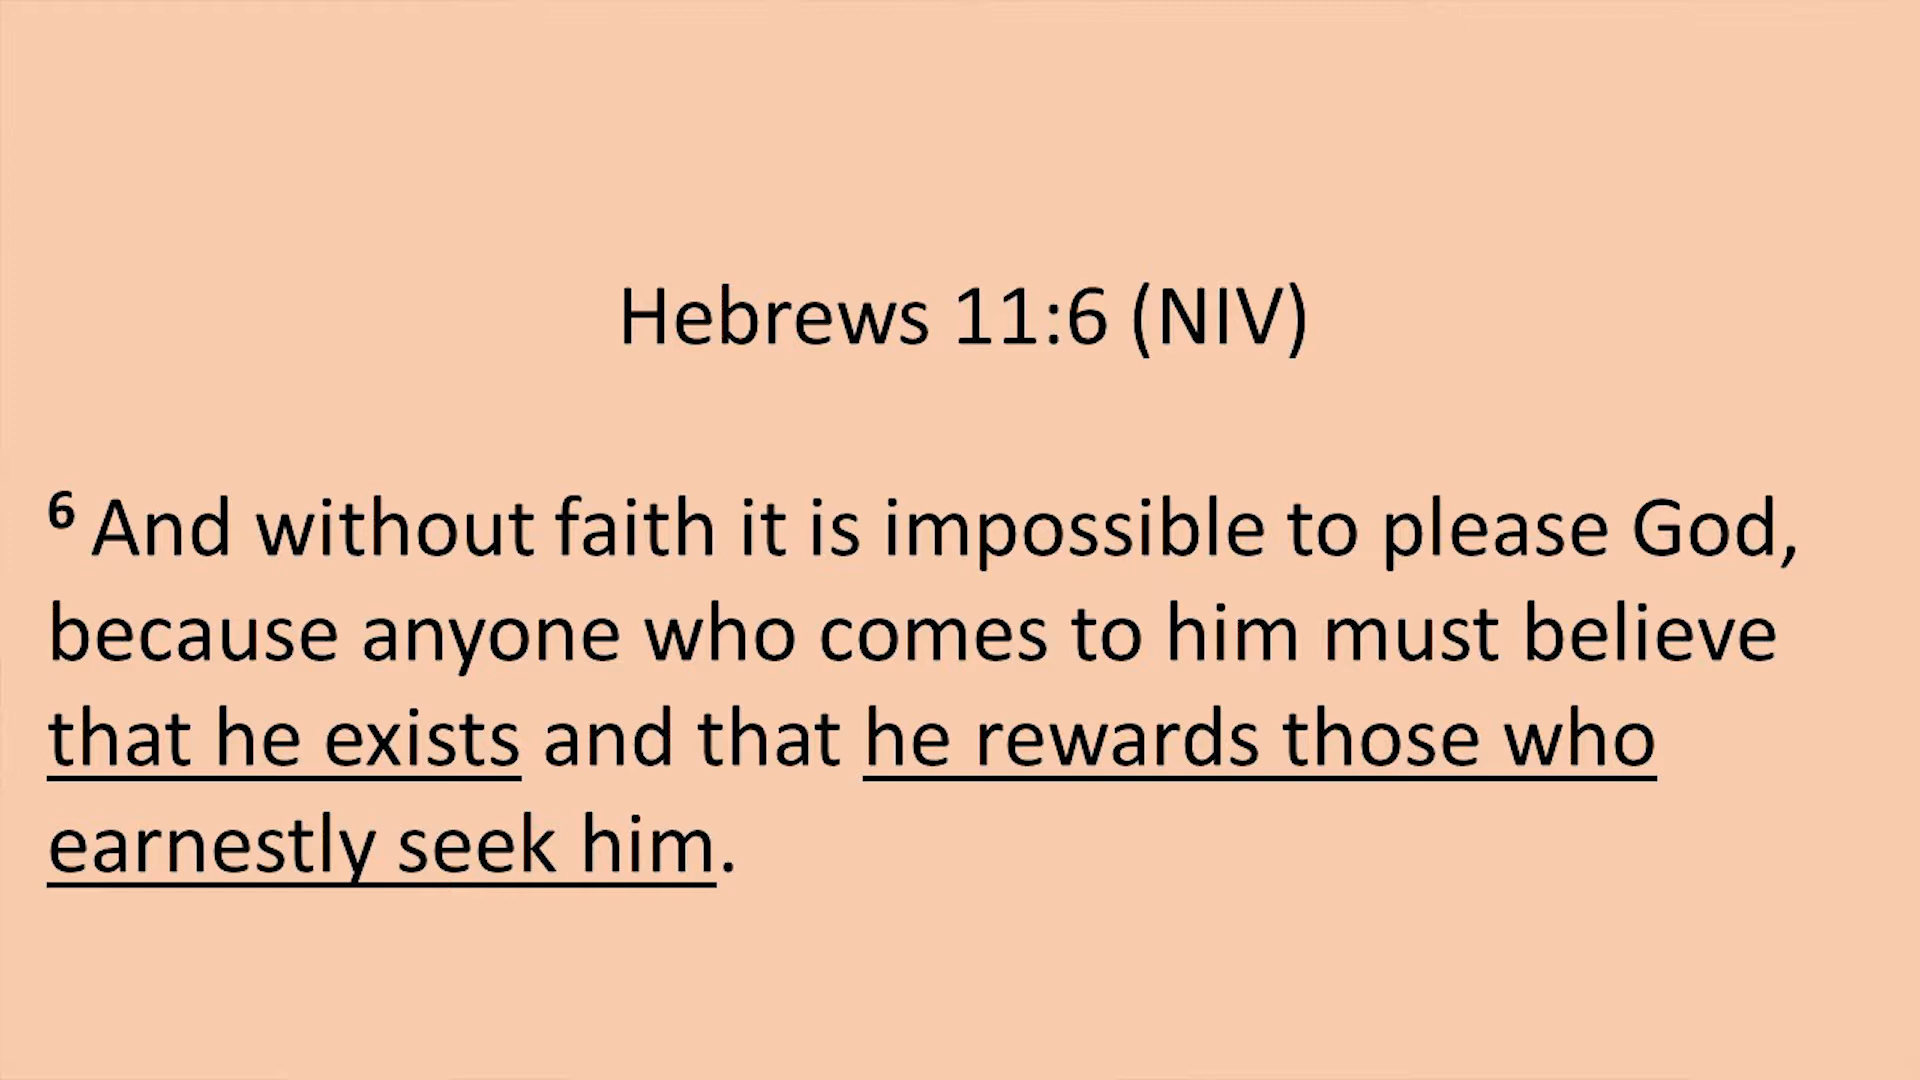 Hebrews 11:6 (NIV)
6 And without faith it is impossible to please God,
because anyone who comes to him must believe
that he exists and that he rewards those who
earnestly seek him.